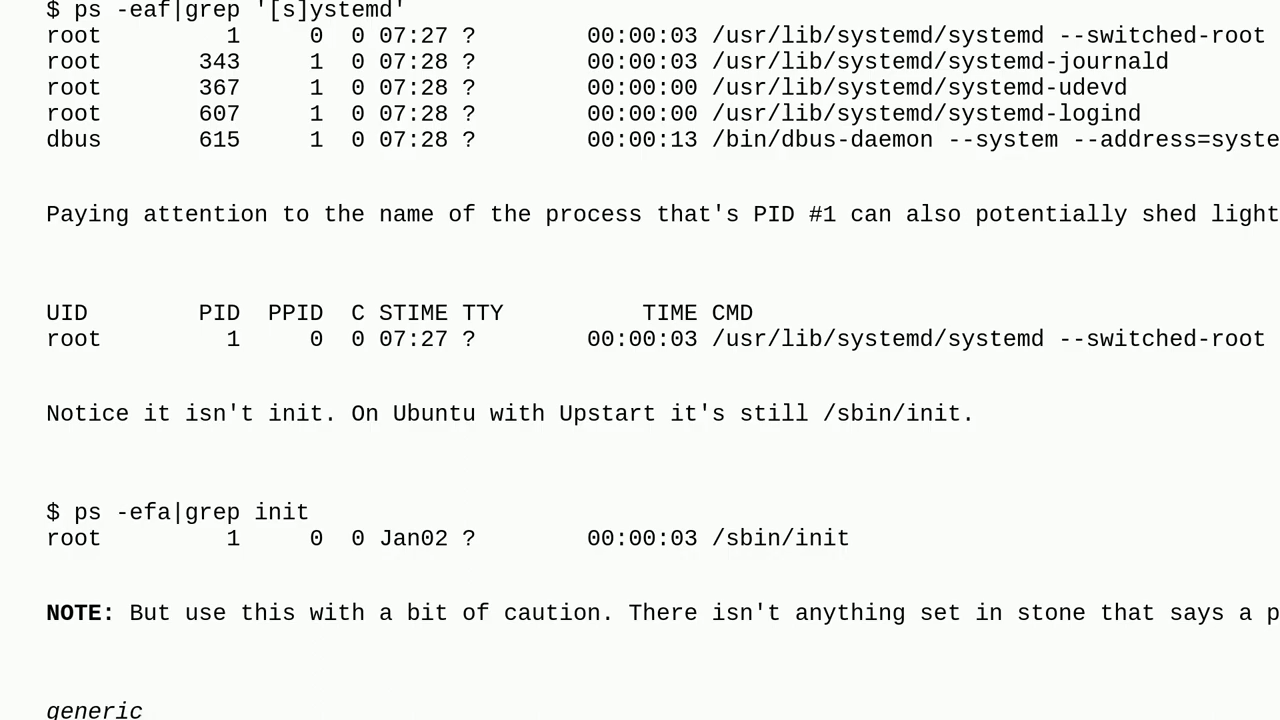 $ ps -eaf|grep '[s]ystemd'
root         1     0  0 07:27 ?        00:00:03 /usr/lib/systemd/systemd --switched-root
root       343     1  0 07:28 ?        00:00:03 /usr/lib/systemd/systemd-journald
root       367     1  0 07:28 ?        00:00:00 /usr/lib/systemd/systemd-udevd
root       607     1  0 07:28 ?        00:00:00 /usr/lib/systemd/systemd-logind
dbus       615     1  0 07:28 ?        00:00:13 /bin/dbus-daemon --system --address=syste
Paying attention to the name of the process that's PID #1 can also potentially shed light
UID        PID  PPID  C STIME TTY          TIME CMD
root         1     0  0 07:27 ?        00:00:03 /usr/lib/systemd/systemd --switched-root
Notice it isn't init. On Ubuntu with Upstart it's still /sbin/init.
$ ps -efa|grep init
root         1     0  0 Jan02 ?        00:00:03 /sbin/init
NOTE: But use this with a bit of caution. There isn't anything set in stone that says a p
generic